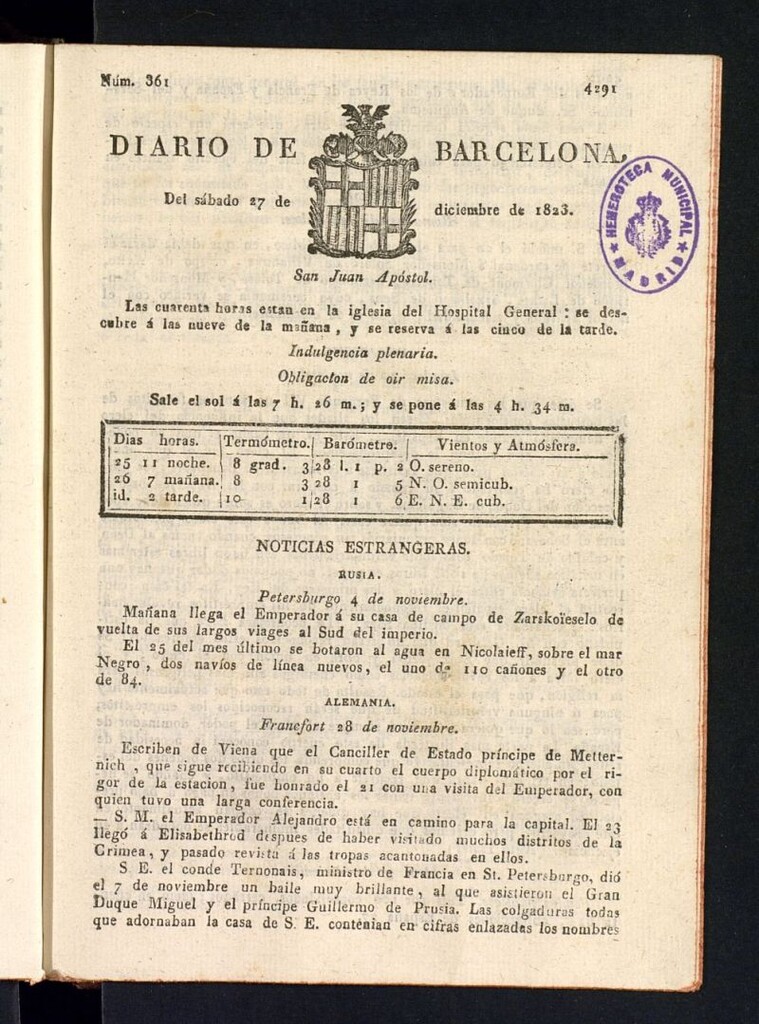 Núm. 361
4291
DIARIO DE BARCELONA,
Del sábado 27 de diciembre de 1823.
HEMEROTECA MUNICIPAL
★ MADRID ★
San Juan Apóstol.
Las cuarenta horas estan en la iglesia del Hospital General : se des-
cubre á las nueve de la mañana , y se reserva á las cinco de la tarde.
Indulgencia plenaria.
Obligacion de oir misa.
Sale el sol á las 7 h. 26 m. ; y se pone á las 4 h. 34 m.
Dias horas. Termómetro. Barómetro. Vientos y Atmósfera.
25 11 noche. 8 grad. 3 28 l. 1 p. 2 O. sereno.
26 7 mañana. 8 3 28 1 5 N. O. semicub.
id. 2 tarde. 10 1 28 1 6 E. N. E. cub.
NOTICIAS ESTRANGERAS.
RUSIA.
Petersburgo 4 de noviembre.
Mañana llega el Emperador á su casa de campo de Zarskoïeselo de
vuelta de sus largos viages al Sud del imperio.
El 25 del mes último se botaron al agua en Nicolaieff, sobre el mar
Negro , dos navíos de línea nuevos, el uno de 110 cañones y el otro
de 84.
ALEMANIA.
Francfort 28 de noviembre.
Escriben de Viena que el Canciller de Estado príncipe de Metter-
nich , que sigue recibiendo en su cuarto el cuerpo diplomático por el ri-
gor de la estacion, fue honrado el 21 con una visita del Emperador, con
quien tuvo una larga conferencia.
— S. M. el Emperador Alejandro está en camino para la capital. El 23
llegó á Elisabethrod despues de haber visitado muchos distritos de la
Crimea, y pasado revista á las tropas acantonadas en ellos.
S. E. el conde Ternonais, ministro de Francia en St. Petersburgo, dió
el 7 de noviembre un baile muy brillante, al que asistieron el Gran
Duque Miguel y el príncipe Guillermo de Prusia. Las colgaduras todas
que adornaban la casa de S. E. contenian en cifras enlazadas los nombres